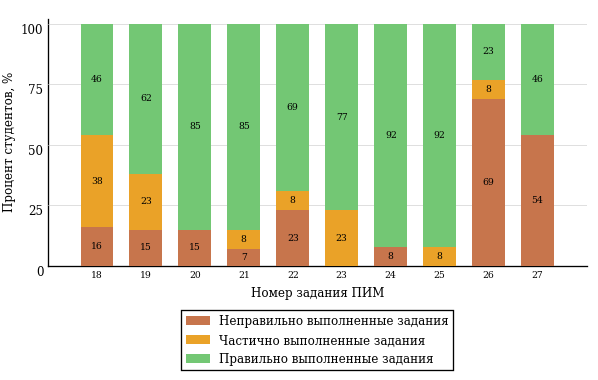 Процент студентов, %
100
75
50
25
0
46 62 85 85 69 77 92 92 23 46
38 23 8 8 23 8 8
16 15 15 7 23 8 69 54
18 19 20 21 22 23 24 25 26 27
Номер задания ПИМ
Неправильно выполненные задания
Частично выполненные задания
Правильно выполненные задания